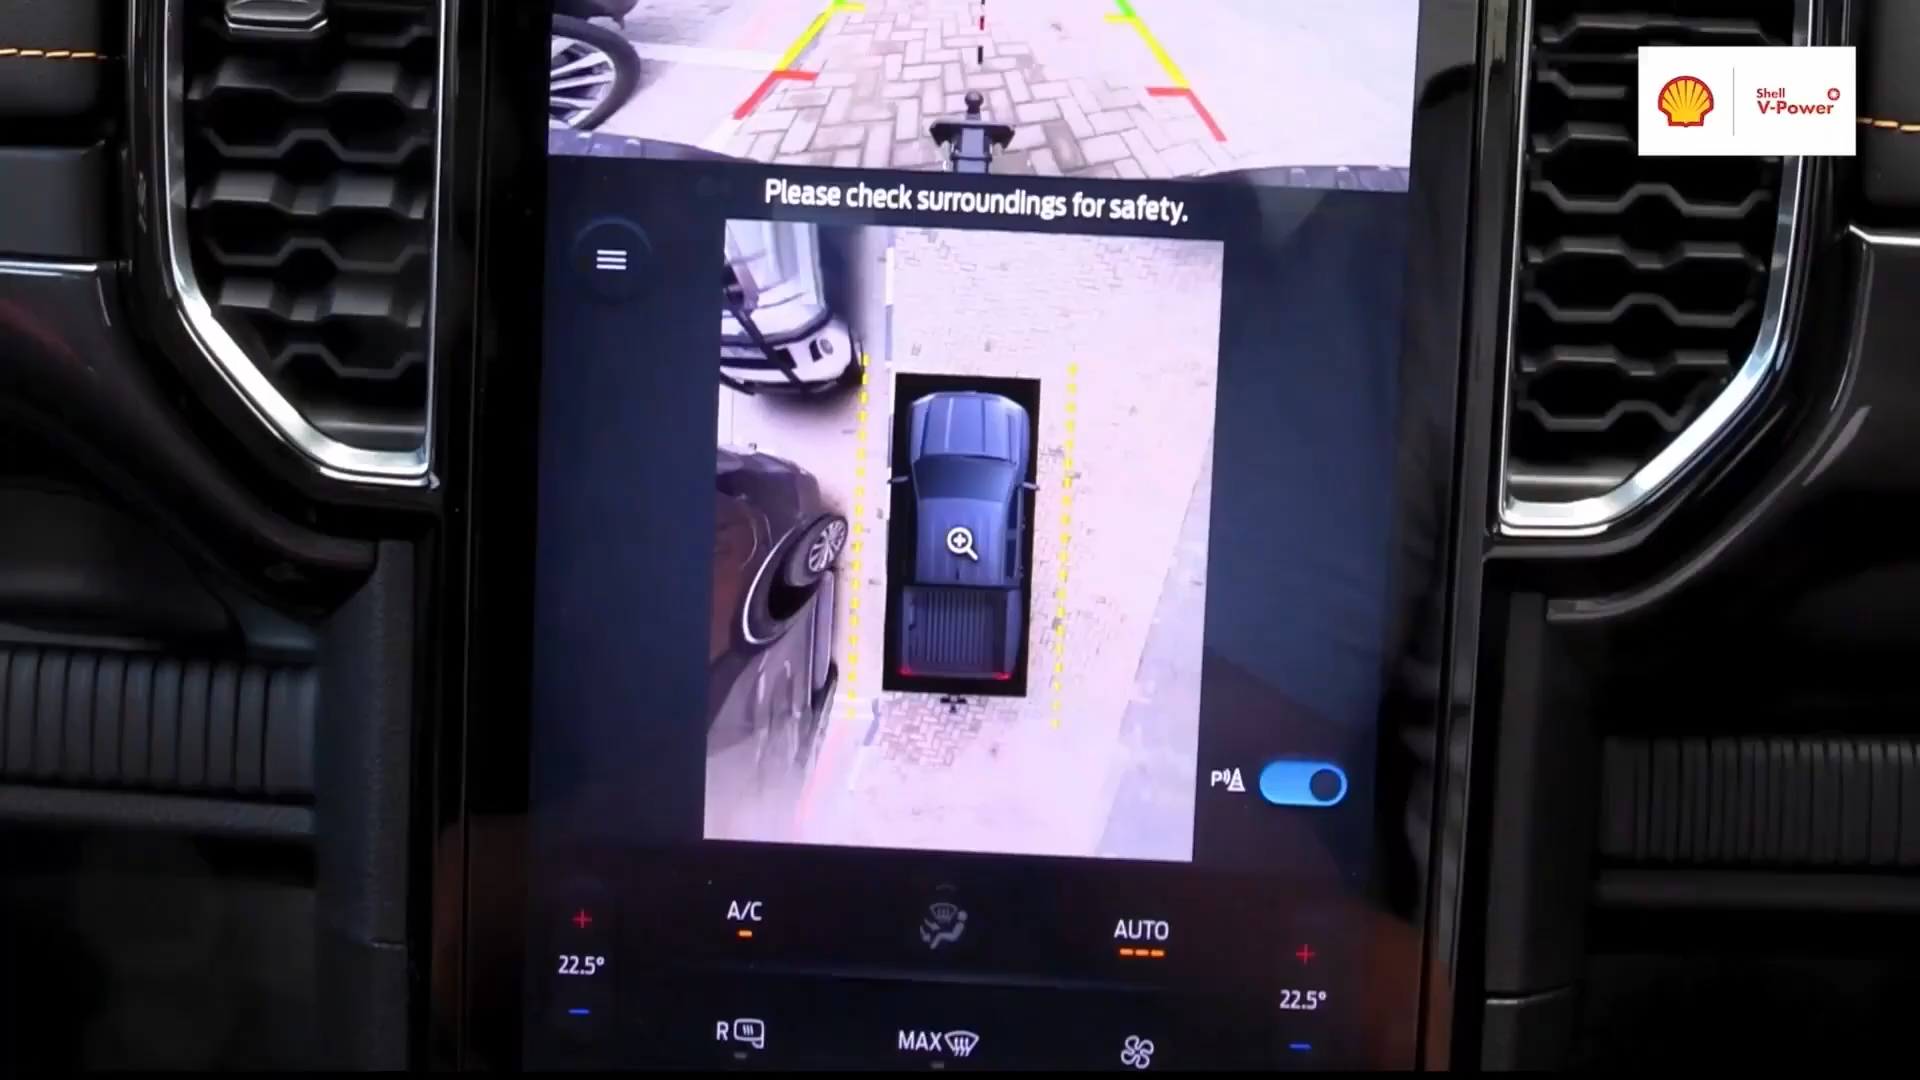 Shell
V-Power
Please check surroundings for safety.
P
A/C
AUTO
22.5°
22.5°
R
MAX